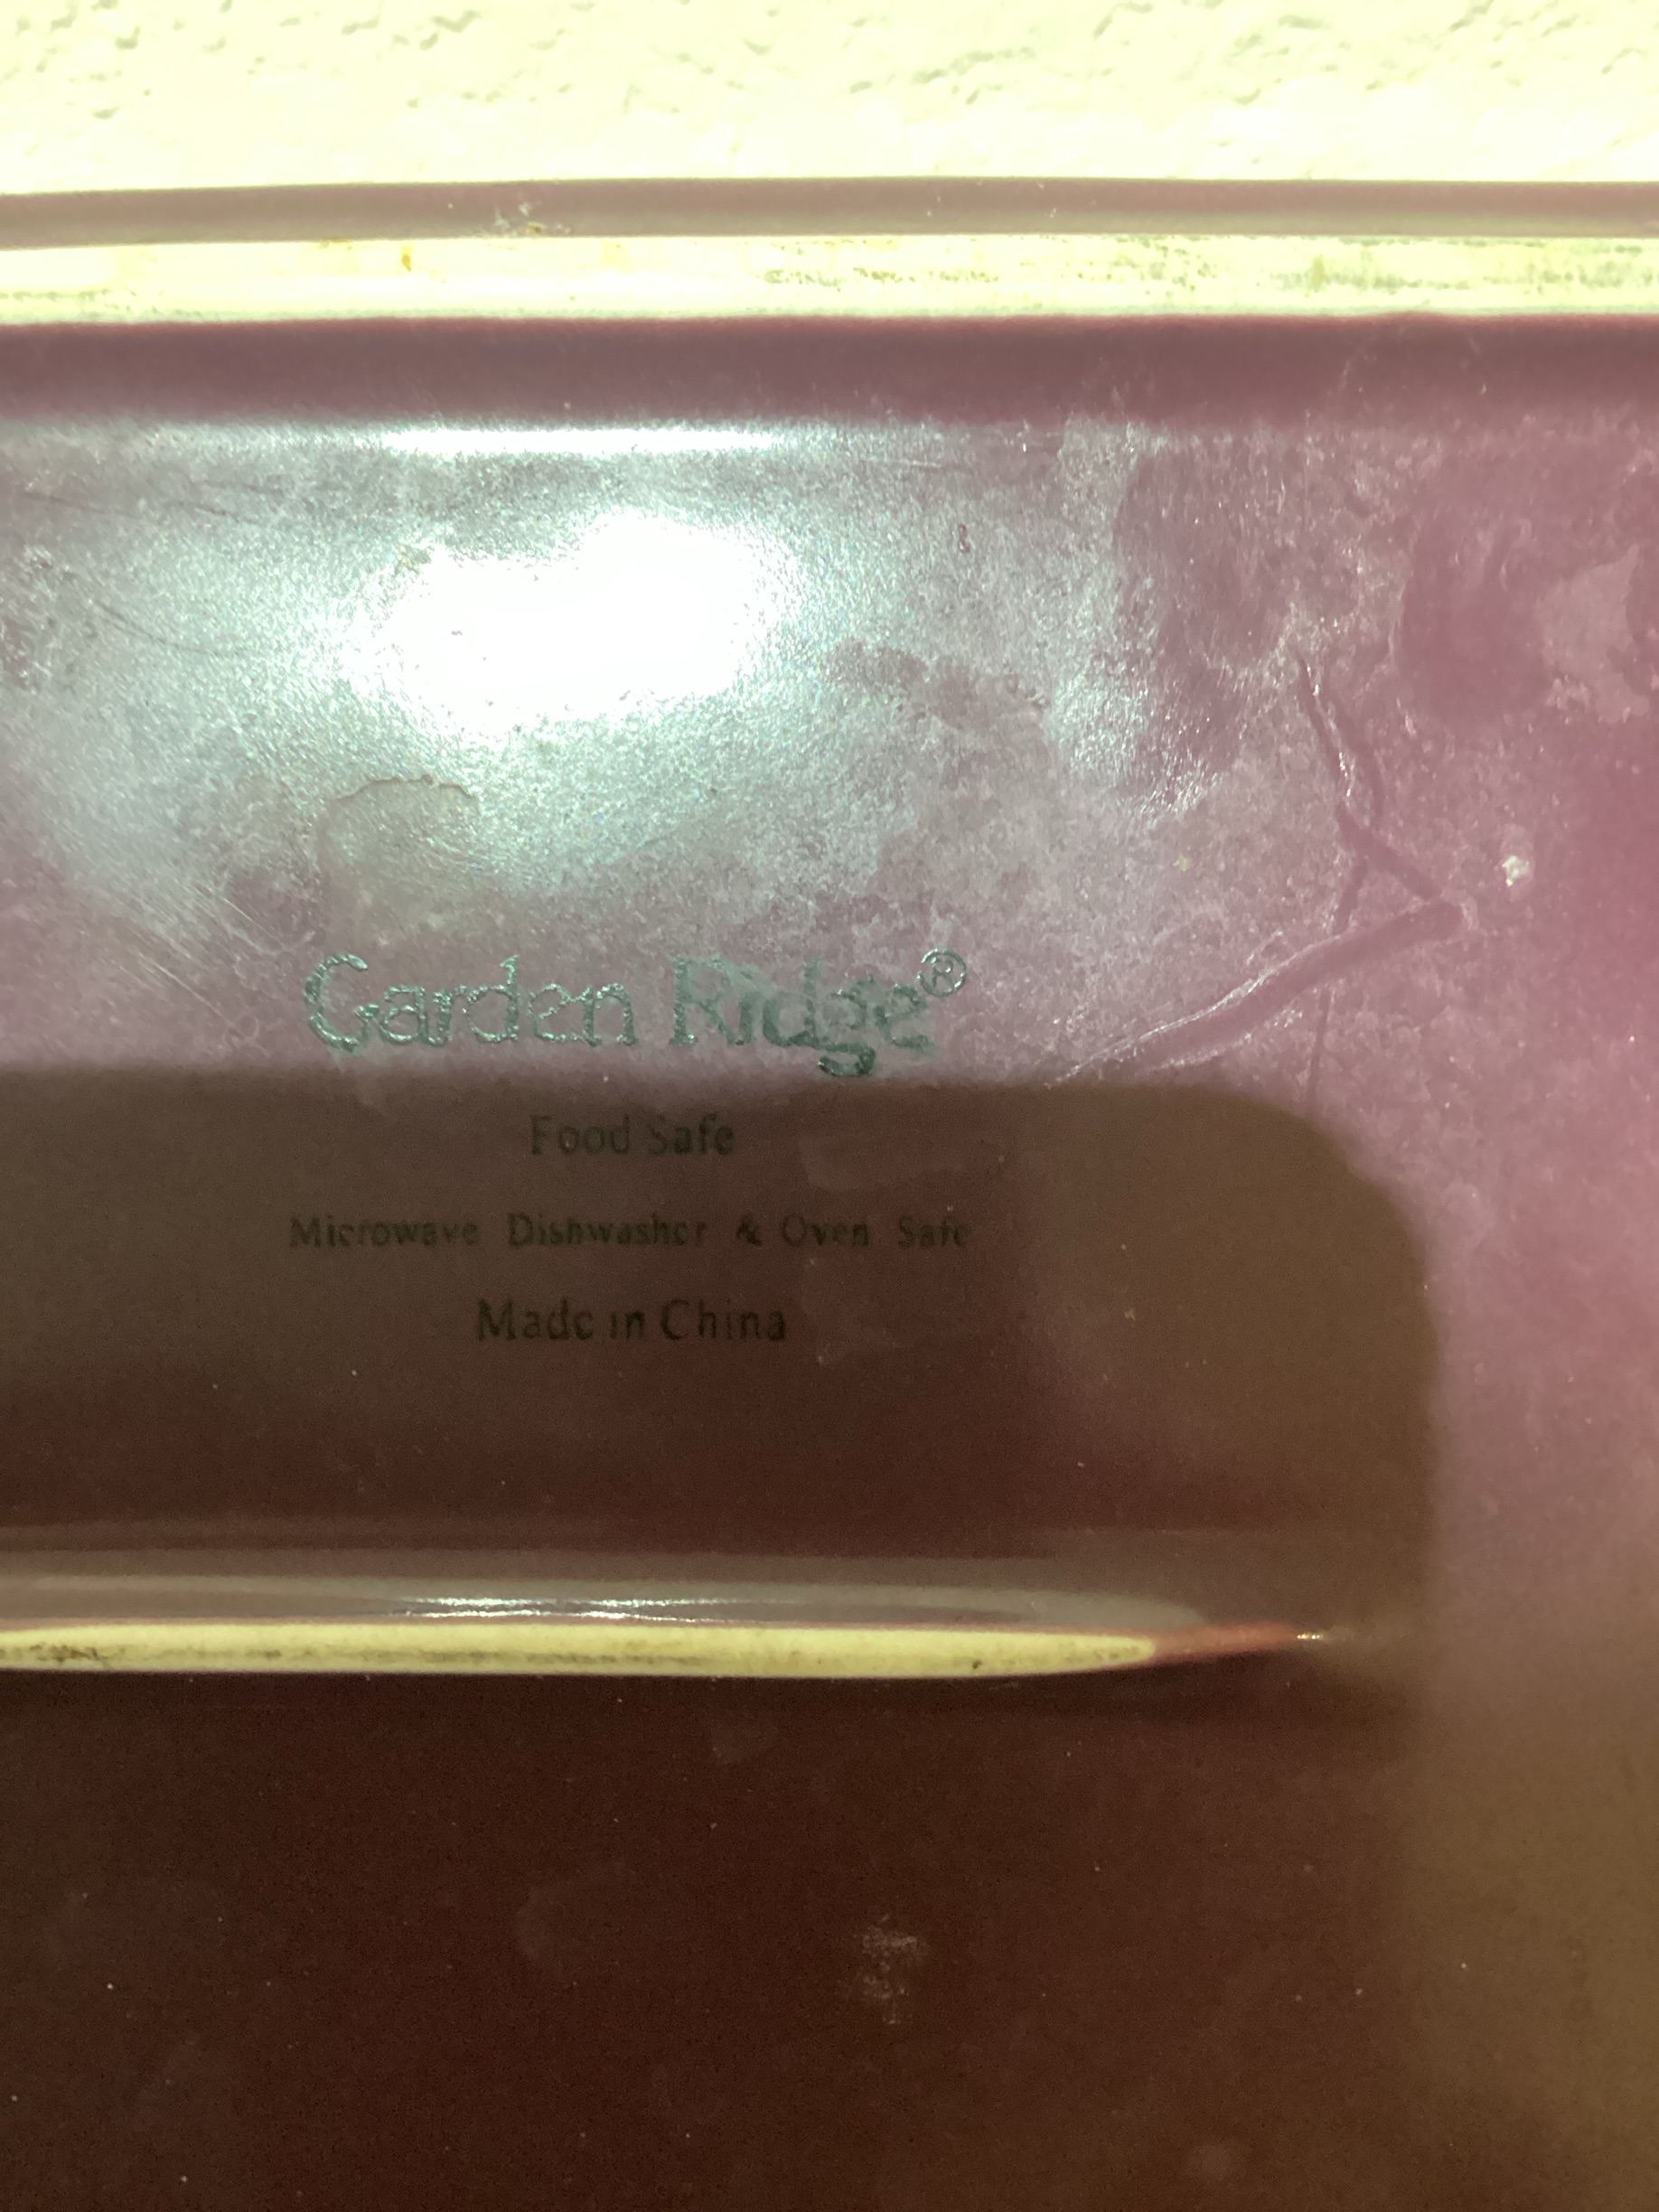 Garden Ridge®
Food Safe
Microwave Dishwasher & Oven Safe
Made in China